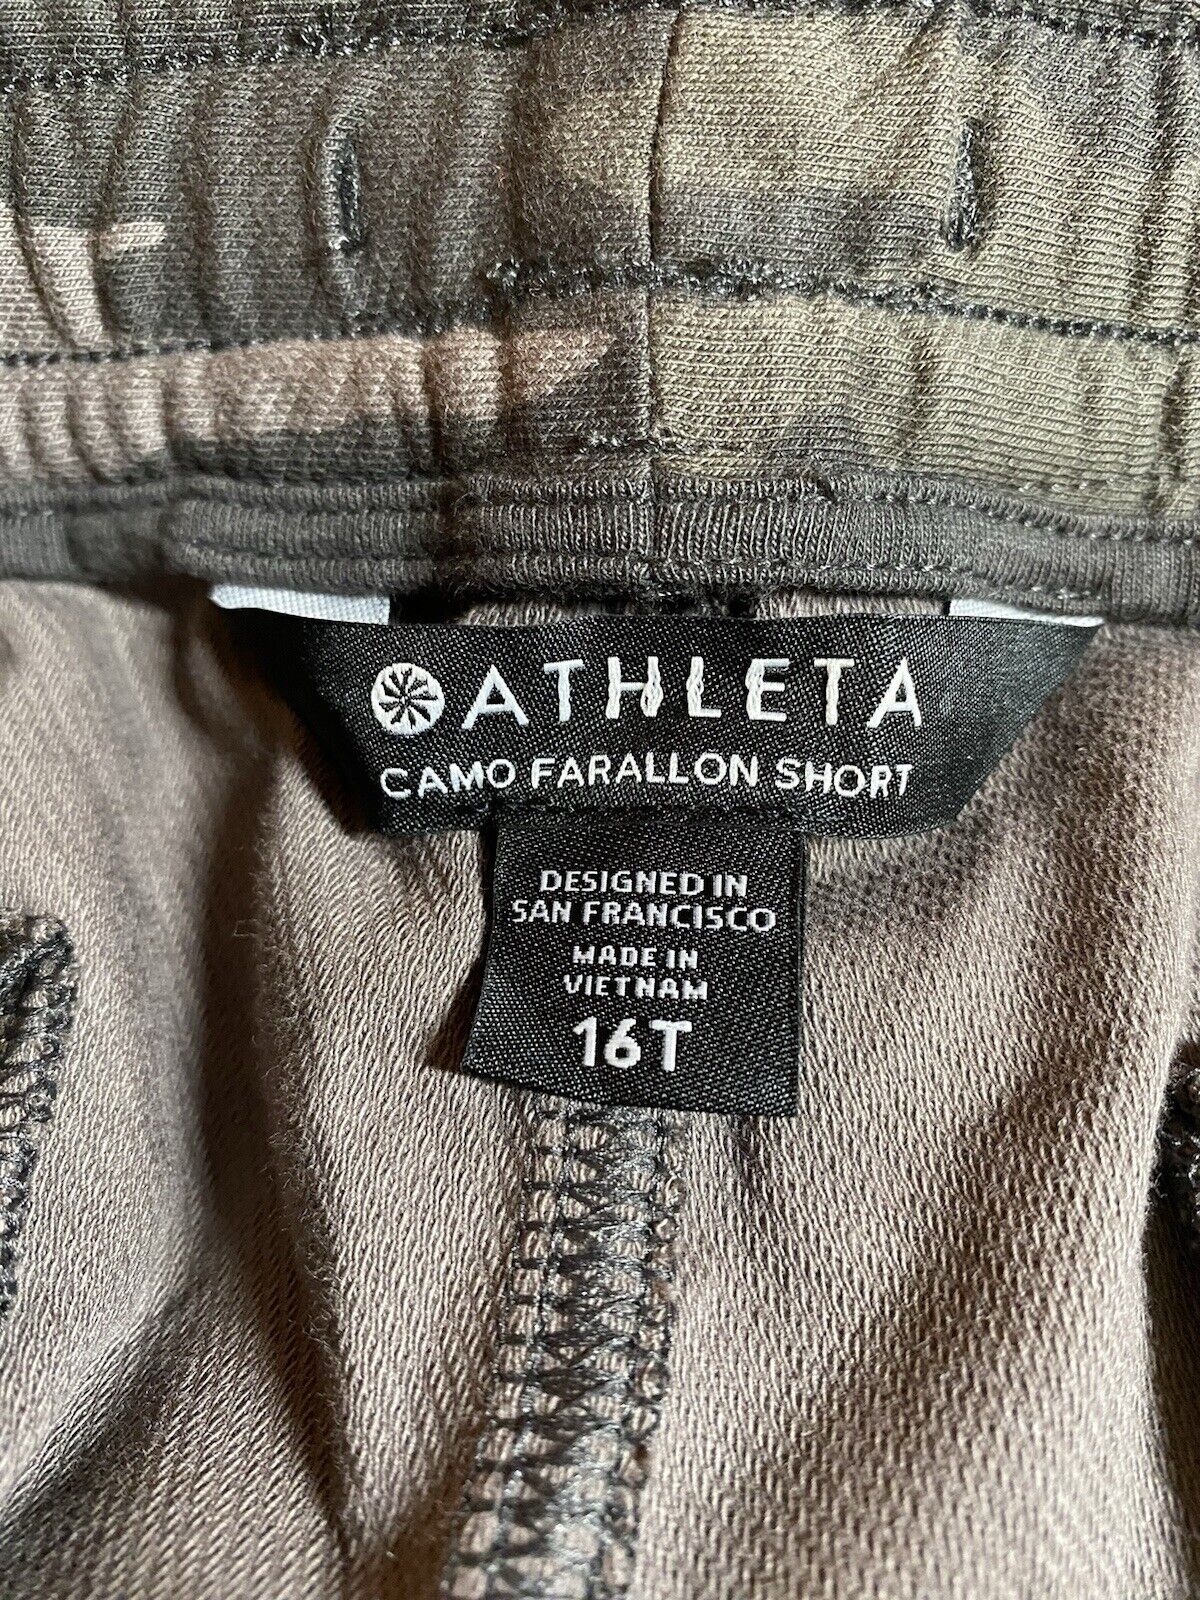 ATHLETA
CAMO FARALLON SHORT
DESIGNED IN
SAN FRANCISCO
MADE IN
VIETNAM
16T